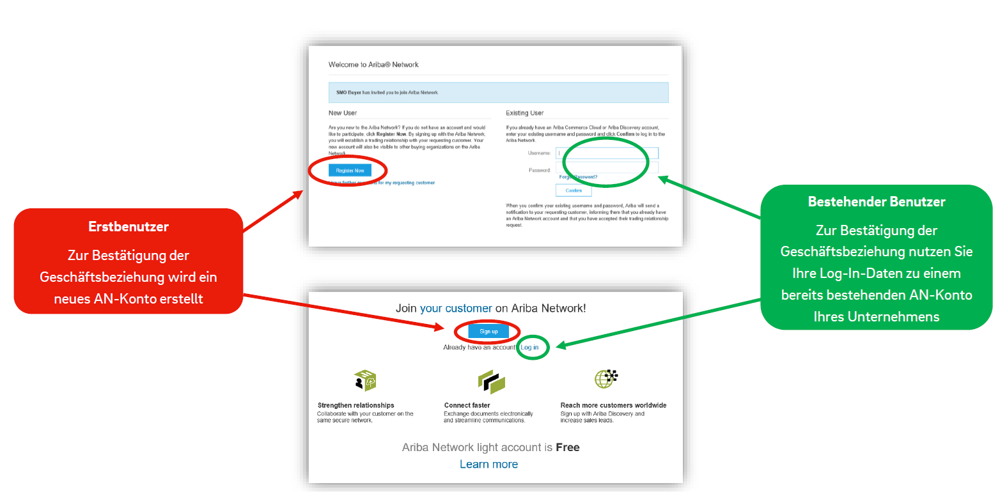 Welcome to Ariba® Network
SMO Buyer has invited you to join Ariba Network.
New User
Are you new to the Ariba Network? If you do not have an account and would
like to participate, click Register Now. By signing up with the Ariba Network,
you will establish a trading relationship with your requesting customer. Your
new account will also be visible to other buying organizations on the Ariba
Network.
Register Now
further for my requesting customer
Existing User
If you already have an Ariba Commerce Cloud or Ariba Discovery account,
enter your existing username and password and click Confirm to log in to the
Ariba Network.
Username:
Password:
Forgot Password?
Confirm
When you confirm your existing username and password, Ariba will send a
notification to your requesting customer, informing them that you already have
an Ariba Network account and that you have accepted their trading relationship
request.
Erstbenutzer
Zur Bestätigung der
Geschäftsbeziehung wird ein
neues AN-Konto erstellt
Bestehender Benutzer
Zur Bestätigung der
Geschäftsbeziehung nutzen Sie
Ihre Log-In-Daten zu einem
bereits bestehenden AN-Konto
Ihres Unternehmens
Join your customer on Ariba Network!
Sign up
Already have an account? Log in
Strengthen relationships
Collaborate with your customer on the
same secure network.
Connect faster
Exchange documents electronically
and streamline communications.
Reach more customers worldwide
Sign up with Ariba Discovery and
increase sales leads.
Ariba Network light account is Free
Learn more